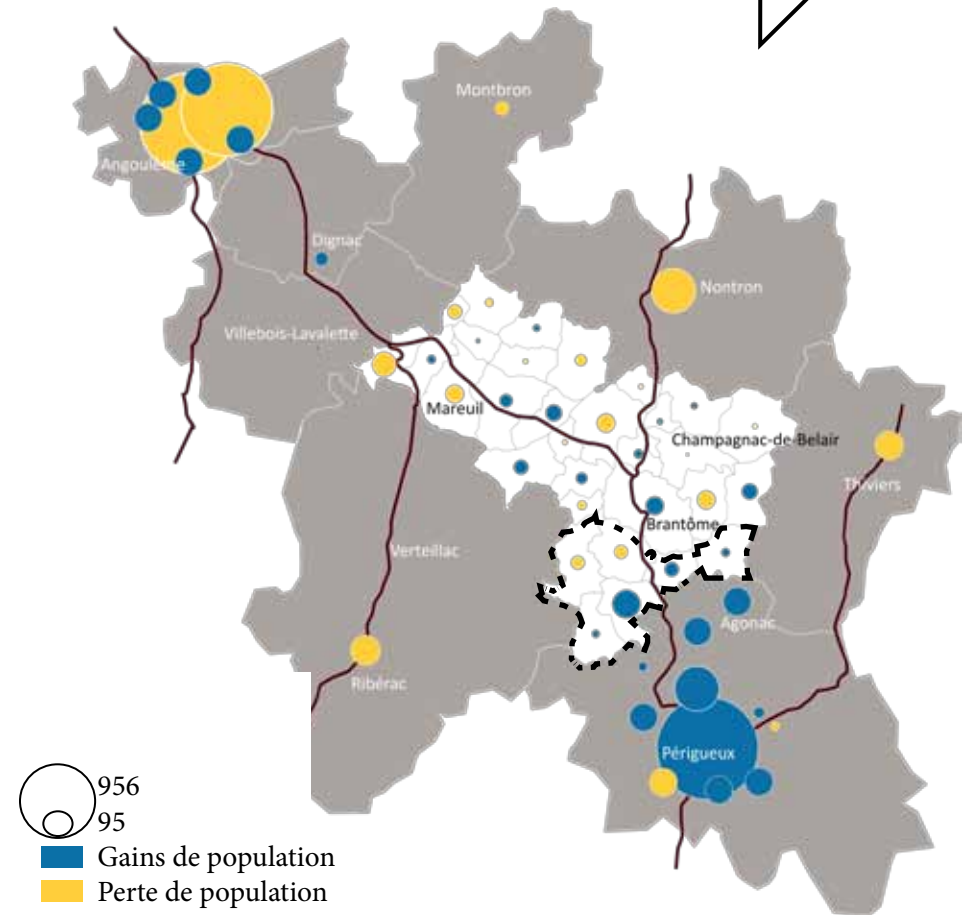 Montbron
Angoulême
Dignac
Nontron
Villebois-Lavalette
Mareuil
Champagnac-de-Belair
Thiviers
Brantôme
Verteillac
Agonac
Ribérac
Périgueux
956
95
Gains de population
Perte de population